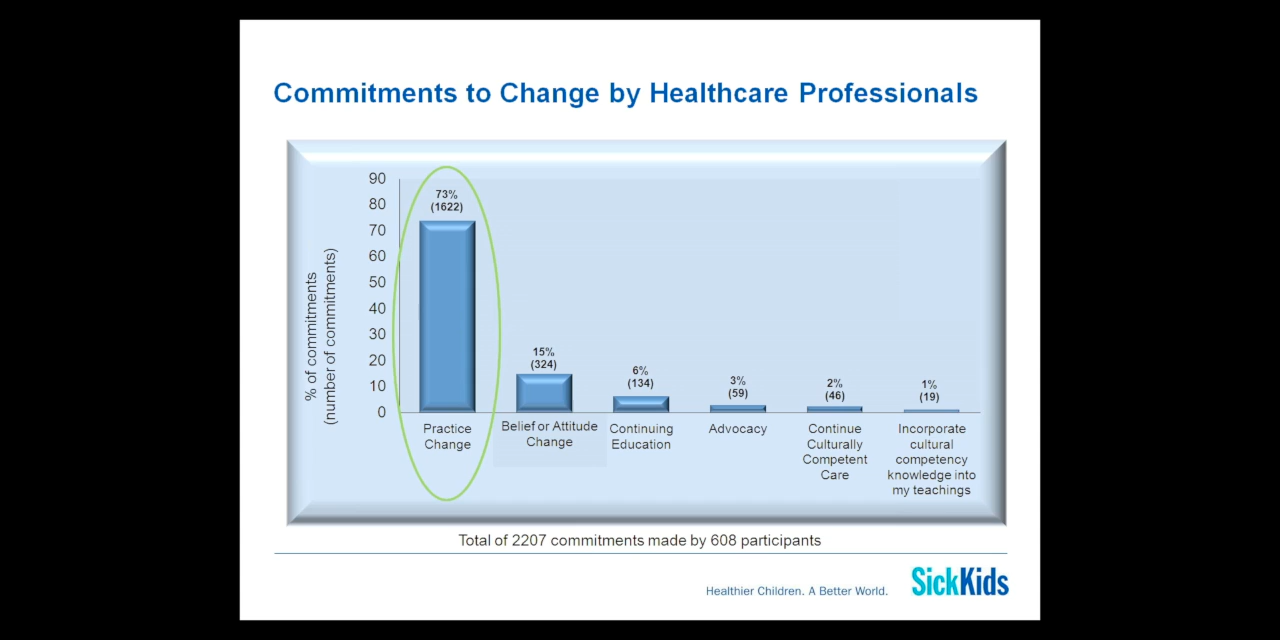 Commitments to Change by Healthcare Professionals
% of commitments
(number of commitments)
90
80
70
60
50
40
30
20
10
0
73%
(1622)
15%
(324)
6%
(134)
3%
(59)
2%
(46)
1%
(19)
Practice
Change
Belief or Attitude
Change
Continuing
Education
Advocacy
Continue
Culturally
Competent
Care
Incorporate
cultural
competency
knowledge into
my teachings
Total of 2207 commitments made by 608 participants
Healthier Children. A Better World.
SickKids